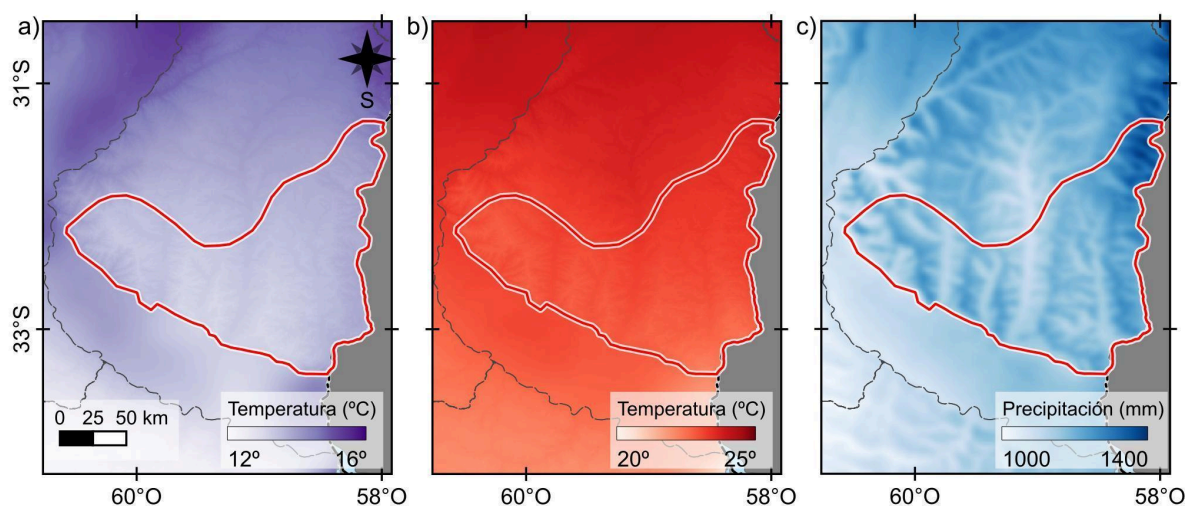 a)
b)
c)
31°S
33°S
S
0 25 50 km
Temperatura (ºC)
12º 16º
Temperatura (ºC)
20º 25º
Precipitación (mm)
1000 1400
60°O 58°O
60°O 58°O
60°O 58°O